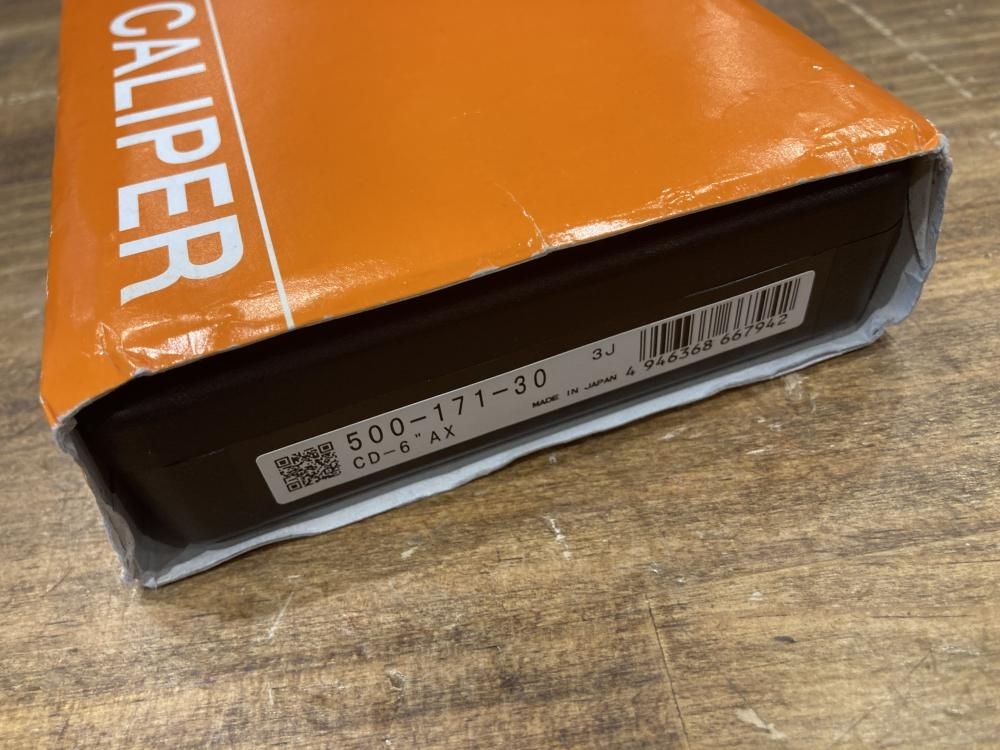 CALIPER
500-171-30
CD-6"AX
3J
MADE IN JAPAN
4 946368 667942